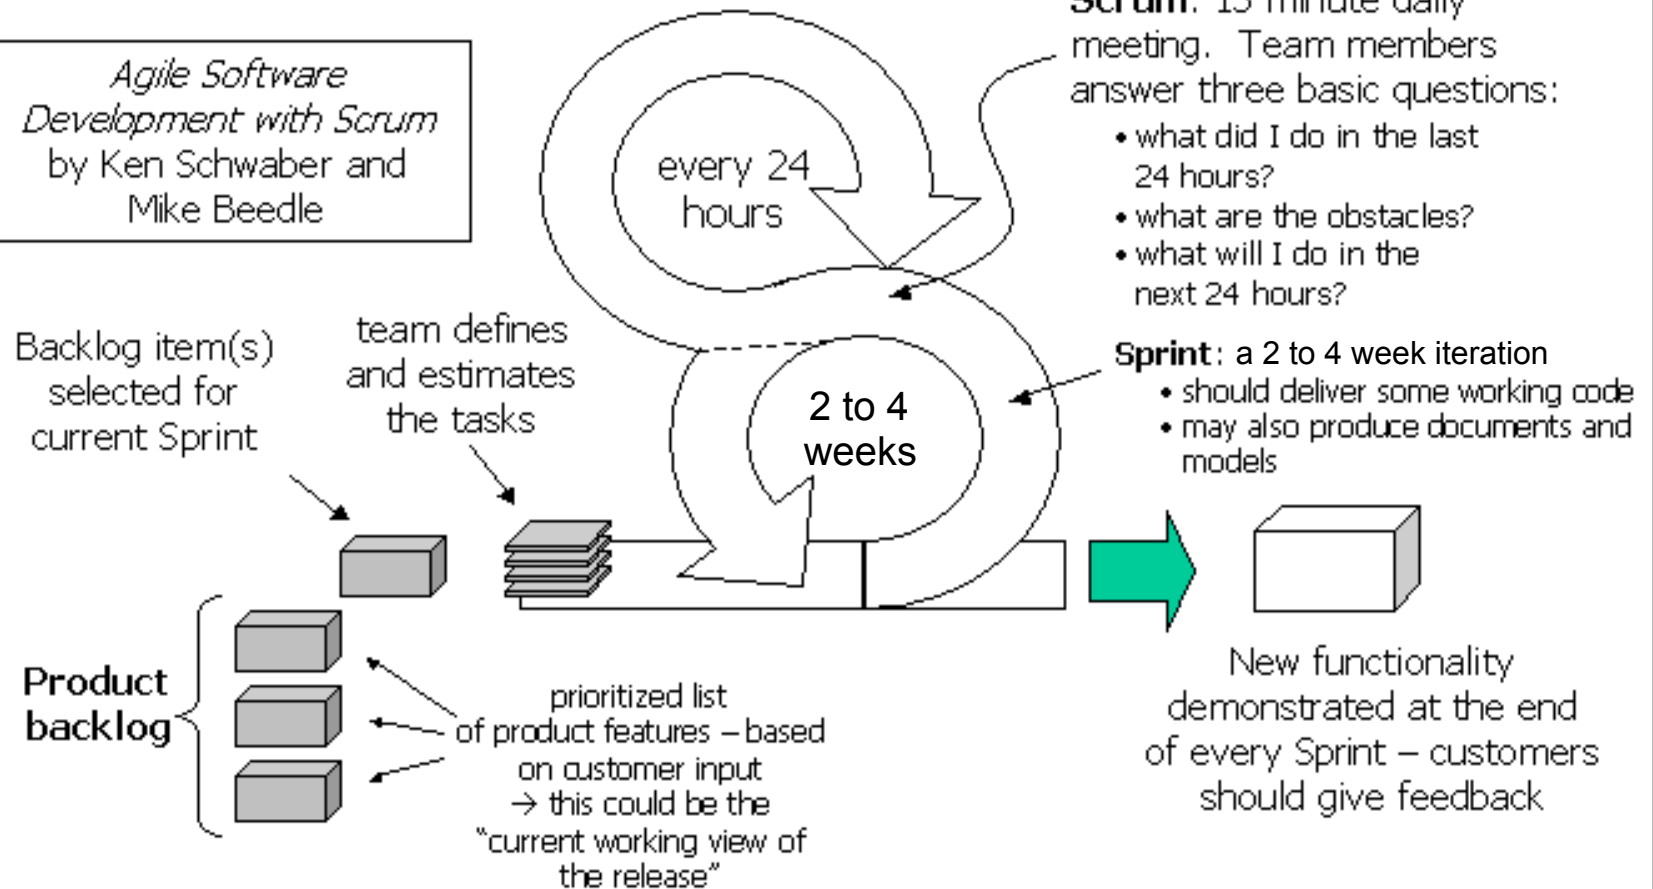 Scrum: 15 minute daily
meeting. Team members
answer three basic questions:
• what did I do in the last
24 hours?
• what are the obstacles?
• what will I do in the
next 24 hours?
Agile Software
Development with Scrum
by Ken Schwaber and
Mike Beedle
every 24
hours
Backlog item(s)
selected for
current Sprint
team defines
and estimates
the tasks
2 to 4
weeks
Sprint: a 2 to 4 week iteration
• should deliver some working code
• may also produce documents and
models
Product
backlog
prioritized list
of product features – based
on customer input
→ this could be the
“current working view of
the release”
New functionality
demonstrated at the end
of every Sprint – customers
should give feedback